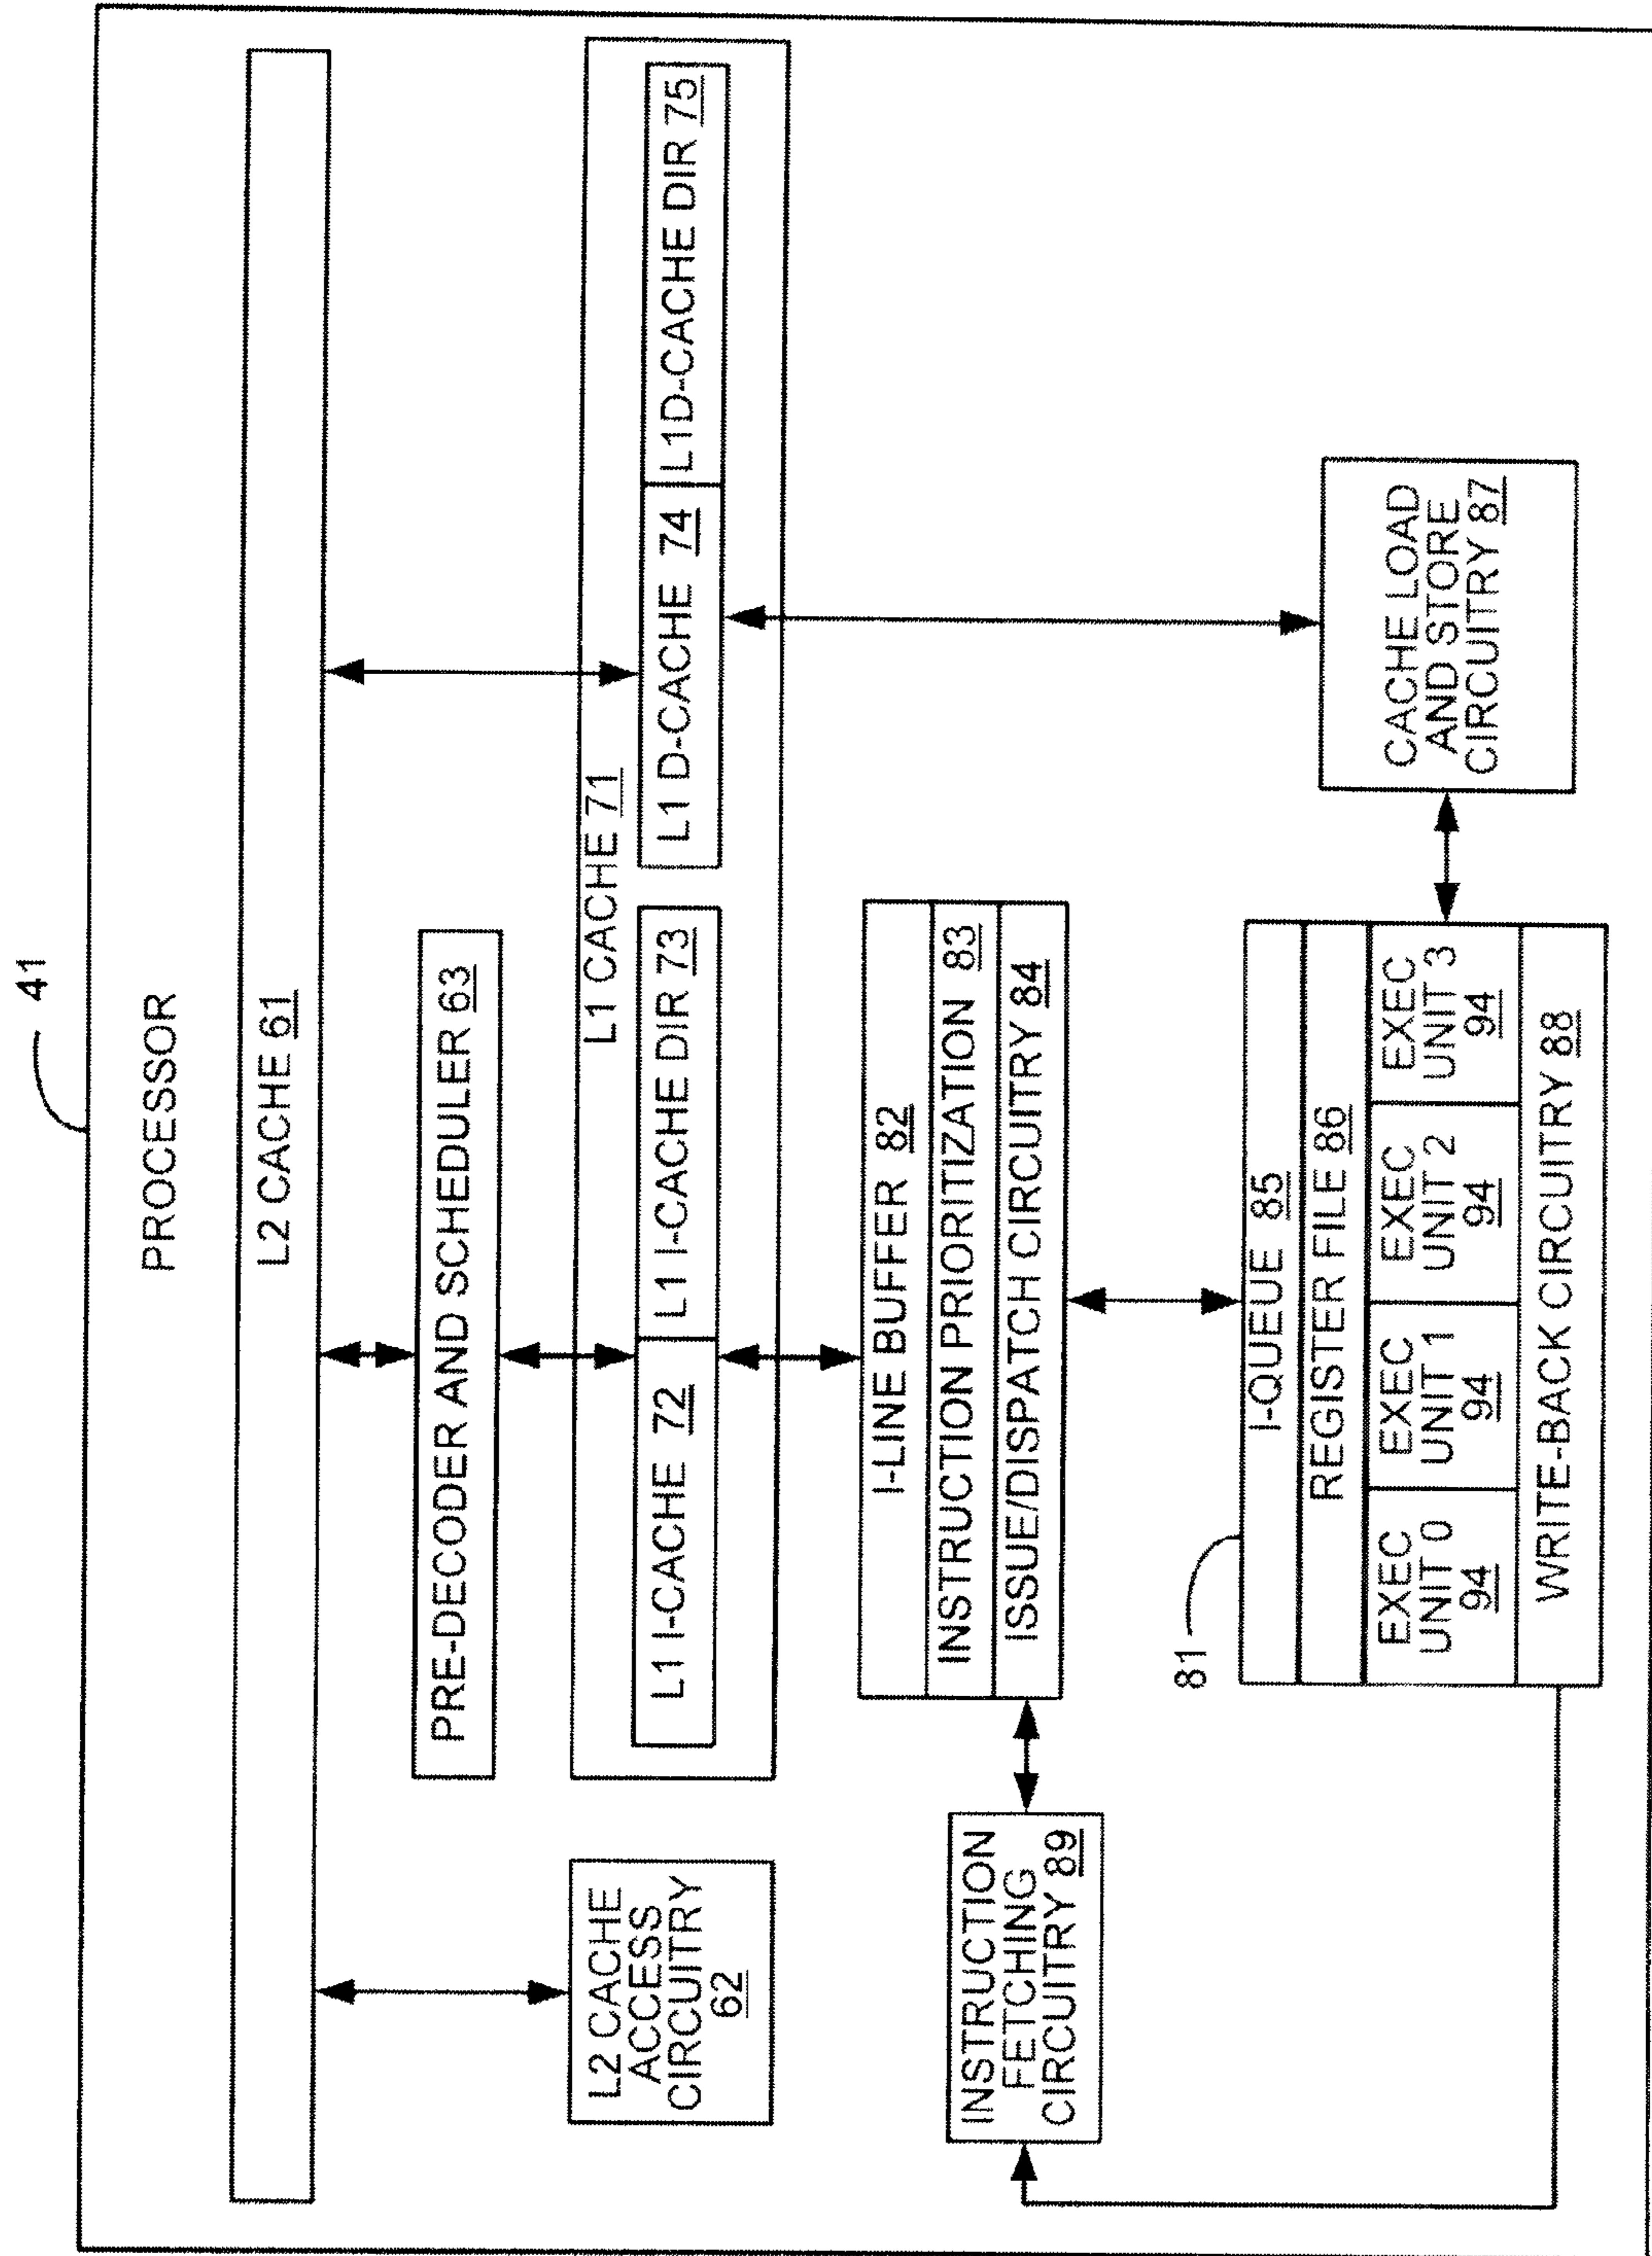 41
PROCESSOR
L2 CACHE 61
PRE-DECODER AND SCHEDULER 63
L2 CACHE
ACCESS
CIRCUITRY
62
L1 CACHE 71
L1 I-CACHE 72
L1 I-CACHE DIR 73
L1 D-CACHE 74
L1D-CACHE DIR 75
I-LINE BUFFER 82
INSTRUCTION PRIORITIZATION 83
ISSUE/DISPATCH CIRCUITRY 84
INSTRUCTION
FETCHING
CIRCUITRY 89
81
I-QUEUE 85
REGISTER FILE 86
EXEC
UNIT 0
94
EXEC
UNIT 1
94
EXEC
UNIT 2
94
EXEC
UNIT 3
94
WRITE-BACK CIRCUITRY 88
CACHE LOAD
AND STORE
CIRCUITRY 87